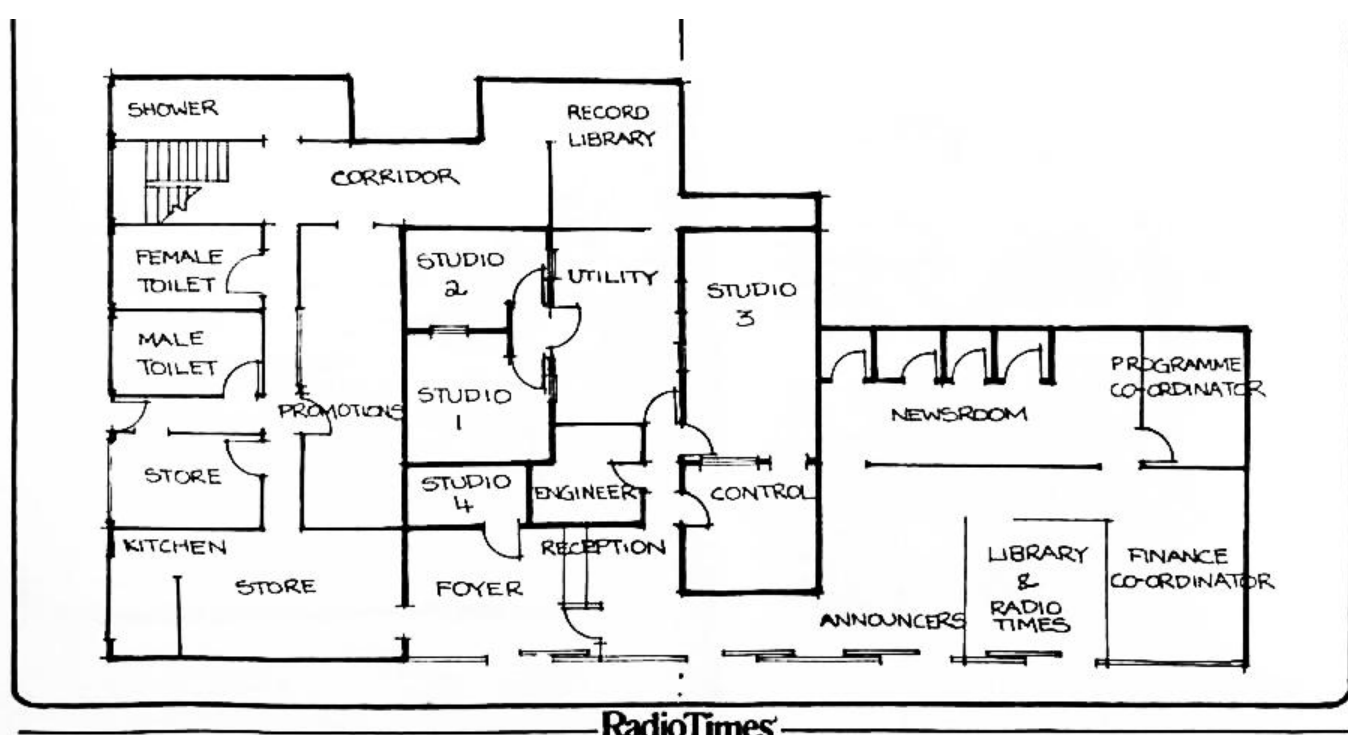 SHOWER
RECORD
LIBRARY
CORRIDOR
FEMALE
TOILET
STUDIO
2
UTILITY
STUDIO
3
MALE
TOILET
PROGRAMME
CO-ORDINATOR
PROMOTIONS
STUDIO
1
NEWSROOM
STORE
STUDIO
4
ENGINEER
CONTROL
KITCHEN
STORE
FOYER
RECEPTION
LIBRARY
&
RADIO
TIMES
FINANCE
CO-ORDINATOR
ANNOUNCERS
RadioTimes